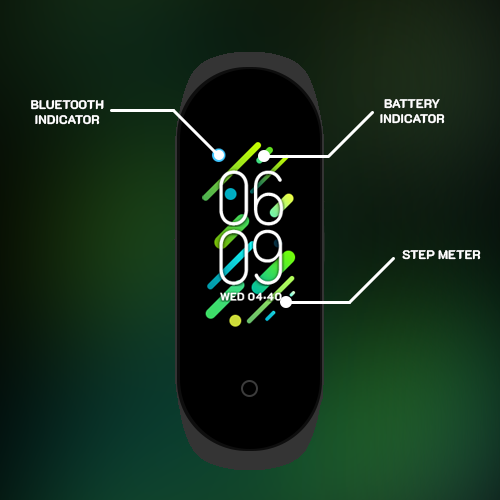 BLUETOOTH
INDICATOR
BATTERY
INDICATOR
06
09
STEP METER
WED 04·40